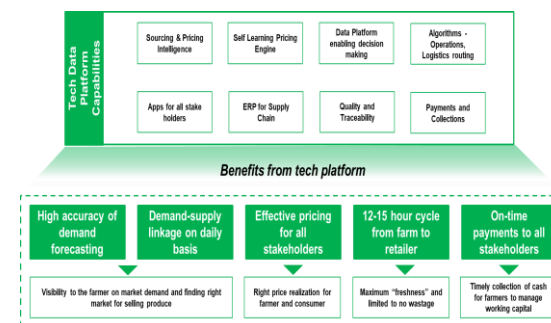 Tech Data
Platform
Capabilities
Sourcing & Pricing
Intelligence
Self Learning Pricing
Engine
Data Platform
enabling decision
making
Algorithms -
Operations,
Logistics routing
Apps for all stake
holders
ERP for Supply
Chain
Quality and
Traceability
Payments and
Collections
Benefits from tech platform
High accuracy of
demand
forecasting
Demand-supply
linkage on daily
basis
Effective pricing
for all
stakeholders
12-15 hour cycle
from farm to
retailer
On-time
payments to all
stakeholders
Visibility to the farmer on market demand and finding right
market for selling produce
Right price realization for
farmer and consumer
Maximum “freshness” and
limited to no wastage
Timely collection of cash
for farmers to manage
working capital